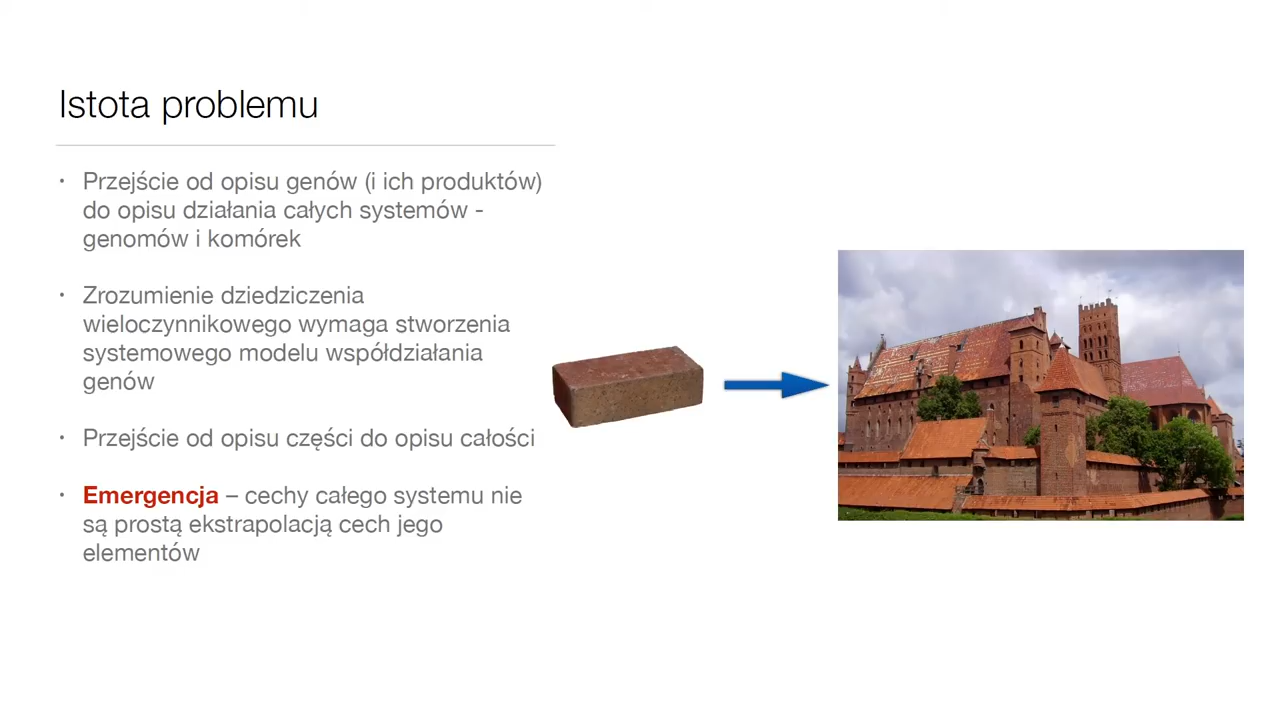 Istota problemu
• Przejście od opisu genów (i ich produktów)
do opisu działania całych systemów -
genomów i komórek
• Zrozumienie dziedziczenia
wieloczynnikowego wymaga stworzenia
systemowego modelu współdziałania
genów
• Przejście od opisu części do opisu całości
• Emergencja – cechy całego systemu nie
są prostą ekstrapolacją cech jego
elementów